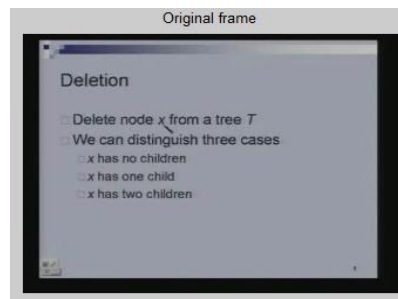 Original frame
Deletion
Delete node x from a tree T
We can distinguish three cases
x has no children
x has one child
x has two children